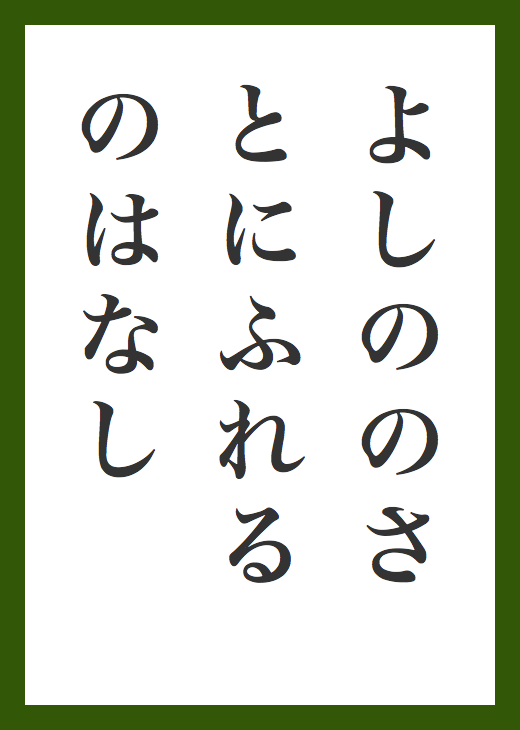 よしののさ
とにふれる
のはなし